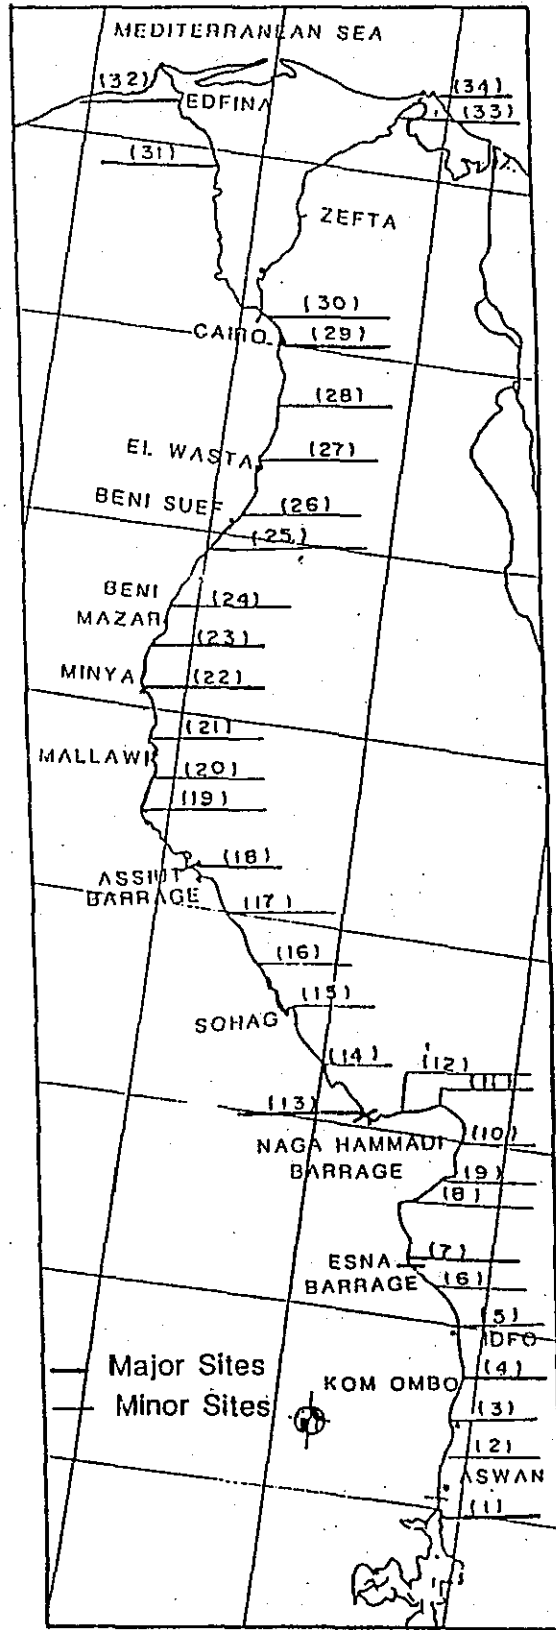 MEDITERRANEAN SEA
(32)
(34)
EDFINA
(33)
(31)
ZEFTA
(30)
CAIRO
(29)
(28)
EL WASTA
(27)
BENI SUEF
(26)
(25)
BENI
MAZAR
(24)
(23)
MINYA
(22)
(21)
MALLAWI
(20)
(19)
(18)
ASSIUT
BARRAGE
(17)
(16)
(15)
SOHAG
(14)
(12)
(11)
(13)
NAGA HAMMADI
BARRAGE
(10)
(9)
(8)
(7)
ESNA
BARRAGE
(6)
(5)
IDFO
Major Sites
(4)
KOM OMBO
Minor Sites
(3)
(2)
ASWAN
(1)